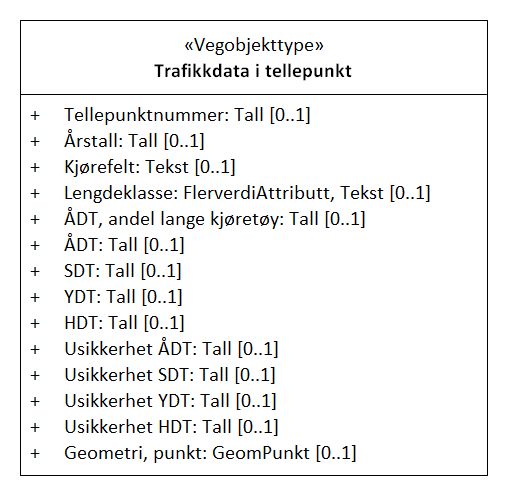 «Vegobjekttype»
Trafikkdata i tellepunkt
+ Tellepunktnummer: Tall [0..1]
+ Årstall: Tall [0..1]
+ Kjørefelt: Tekst [0..1]
+ Lengdeklasse: FlerverdiAttributt, Tekst [0..1]
+ ÅDT, andel lange kjøretøy: Tall [0..1]
+ ÅDT: Tall [0..1]
+ SDT: Tall [0..1]
+ YDT: Tall [0..1]
+ HDT: Tall [0..1]
+ Usikkerhet ÅDT: Tall [0..1]
+ Usikkerhet SDT: Tall [0..1]
+ Usikkerhet YDT: Tall [0..1]
+ Usikkerhet HDT: Tall [0..1]
+ Geometri, punkt: GeomPunkt [0..1]